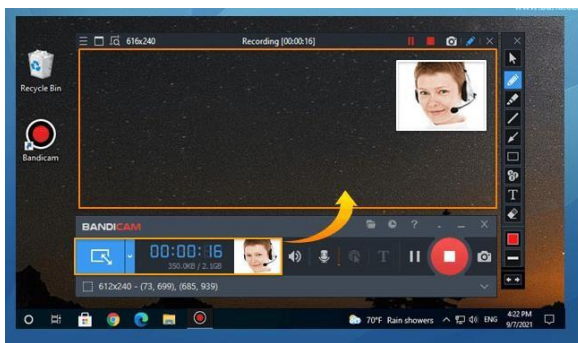 616x240
Recording [00:00:16]
Recycle Bin
Bandicam
T
BANDICAM
?
00:00:16
350.0KB / 2.1GB
T
612x240 - (73, 699), (685, 939)
70°F Rain showers
ENG
4:22 PM
9/7/2021